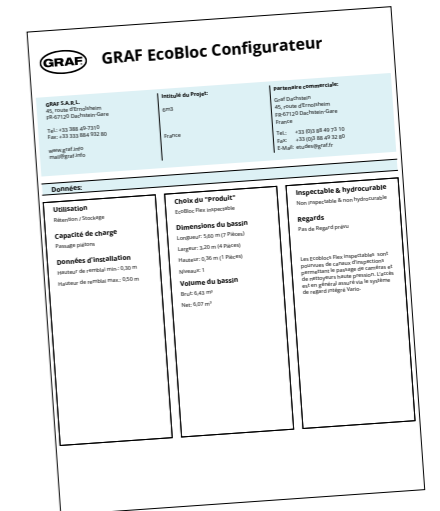 GRAF
GRAF EcoBloc Configurateur
GRAF S.A.R.L.
45, route d'Ernolsheim
FR-67120 Dachstein-Gare
Tel.: +33 388 49-7310
Fax: +33 388 864 932 80
www.graf.info
mail@graf.info
Intitulé du Projet:
6m3
France
Partenaire commerciale:
Graf Dachstein
45, route d'Ernolsheim
FR-67120 Dachstein-Gare
France
Tel.: +33 (0)3 88 49 73 10
Fax: +33 (0)3 88 49 32 80
E-Mail: etudes@graf.fr
Données:
Utilisation
Rétention / Stockage
Capacité de charge
Passage piétons
Données d'installation
Hauteur de remblai min.: 0,30 m
Hauteur de remblai max.: 0,50 m
Choix du "Produit"
EcoBloc Flex inspectable
Dimensions du bassin
Longueur: 5,60 m (7 Pièces)
Largeur: 3,20 m (4 Pièces)
Hauteur: 0,36 m (1 Pièces)
Niveaux: 1
Volume du bassin
Brut: 6,43 m³
Net: 6,07 m³
Inspectable & hydrocurable
Non inspectable & non hydrocurable
Regards
Pas de Regard prévu
Les Ecoblocs Flex inspectables sont
pourvues de canaux d'inspections
permettant le passage de caméras et
de nettoyeurs haute pression. L'accès
est en général assuré via le système
de regard intégré Vario.